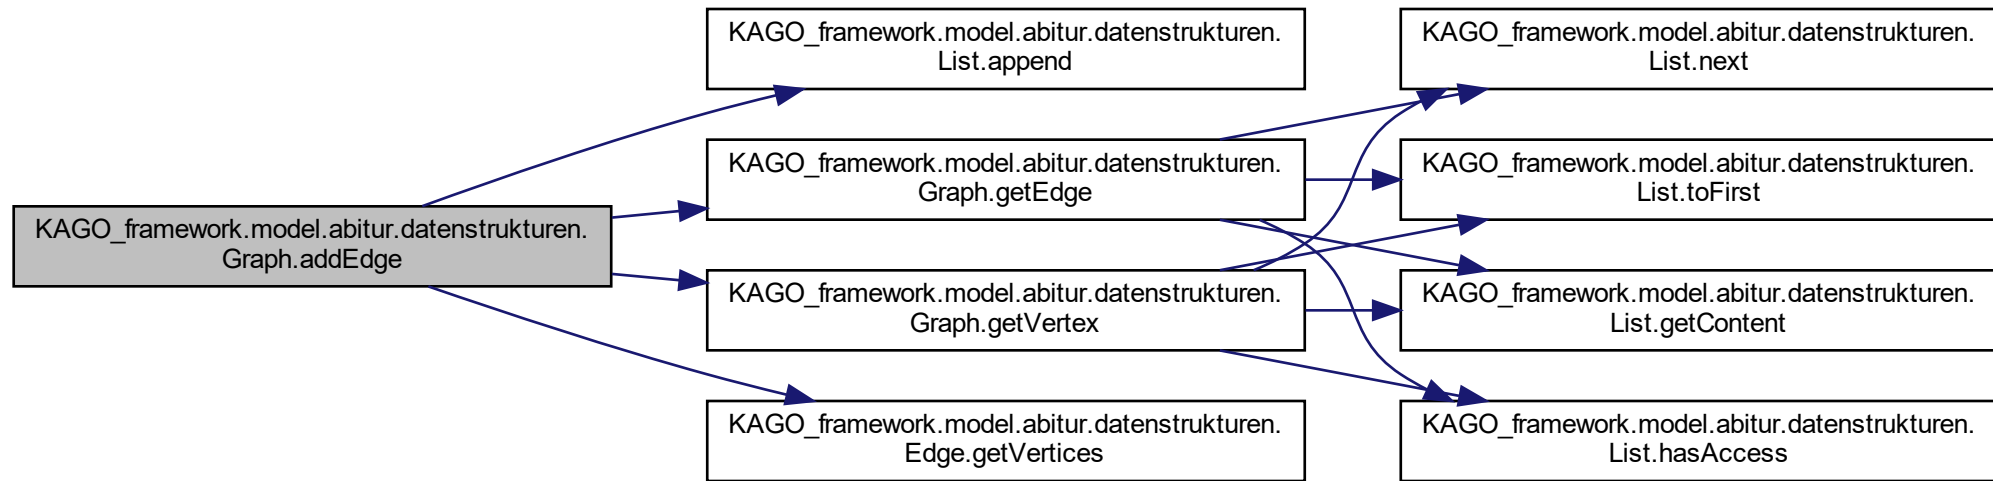 KAGO_framework.model.abitur.datenstrukturen.
Graph.addEdge
KAGO_framework.model.abitur.datenstrukturen.
List.append
KAGO_framework.model.abitur.datenstrukturen.
Graph.getEdge
KAGO_framework.model.abitur.datenstrukturen.
Graph.getVertex
KAGO_framework.model.abitur.datenstrukturen.
Edge.getVertices
KAGO_framework.model.abitur.datenstrukturen.
List.next
KAGO_framework.model.abitur.datenstrukturen.
List.toFirst
KAGO_framework.model.abitur.datenstrukturen.
List.getContent
KAGO_framework.model.abitur.datenstrukturen.
List.hasAccess